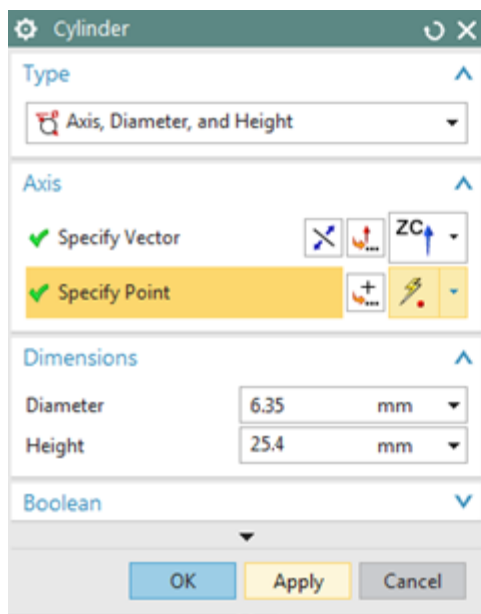 Cylinder
Type
Axis, Diameter, and Height
Axis
Specify Vector ZC
Specify Point
Dimensions
Diameter 6.35 mm
Height 25.4 mm
Boolean
OK Apply Cancel